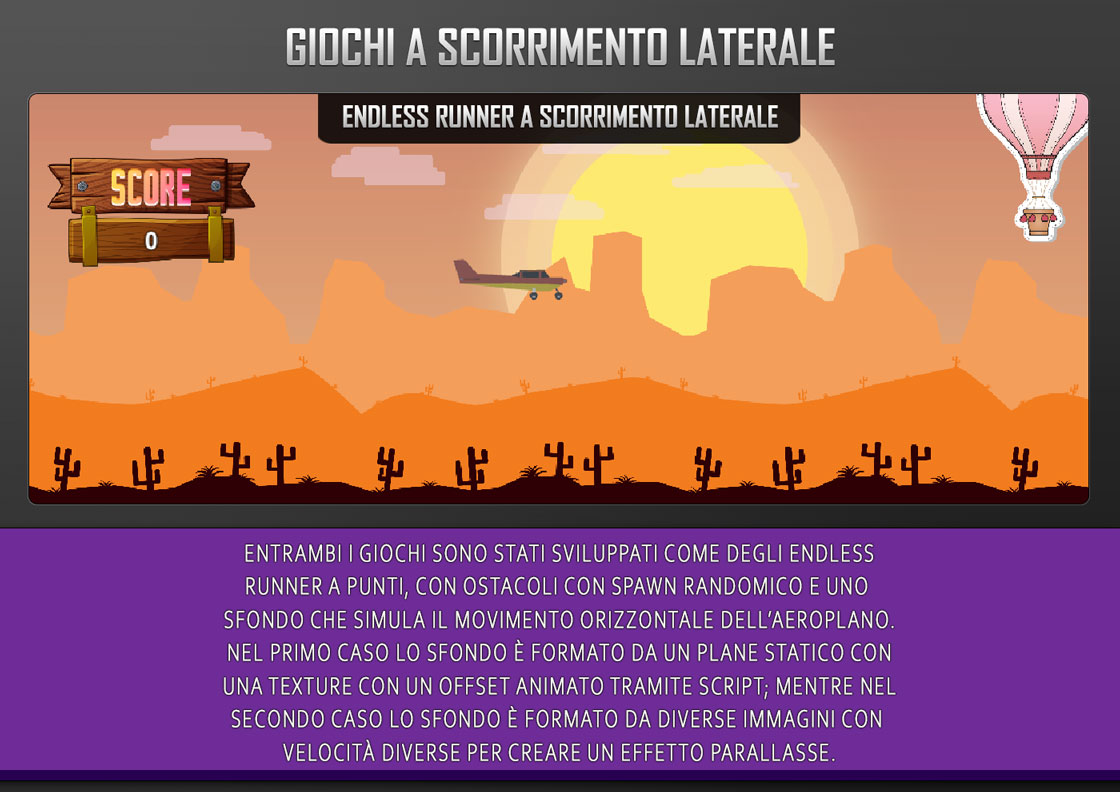 GIOCHI A SCORRIMENTO LATERALE
ENDLESS RUNNER A SCORRIMENTO LATERALE
SCORE
0
ENTRAMBI I GIOCHI SONO STATI SVILUPPATI COME DEGLI ENDLESS
RUNNER A PUNTI, CON OSTACOLI CON SPAWN RANDOMICO E UNO
SFONDO CHE SIMULA IL MOVIMENTO ORIZZONTALE DELL'AEROPLANO.
NEL PRIMO CASO LO SFONDO È FORMATO DA UN PLANE STATICO CON
UNA TEXTURE CON UN OFFSET ANIMATO TRAMITE SCRIPT; MENTRE NEL
SECONDO CASO LO SFONDO È FORMATO DA DIVERSE IMMAGINI CON
VELOCITÀ DIVERSE PER CREARE UN EFFETTO PARALLASSE.